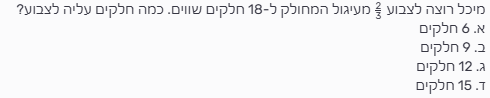 מיכל רוצה לצבוע 2/3 מעיגול המחולק ל-18 חלקים שווים. כמה חלקים עליה לצבוע?
א. 6 חלקים
ב. 9 חלקים
ג. 12 חלקים
ד. 15 חלקים